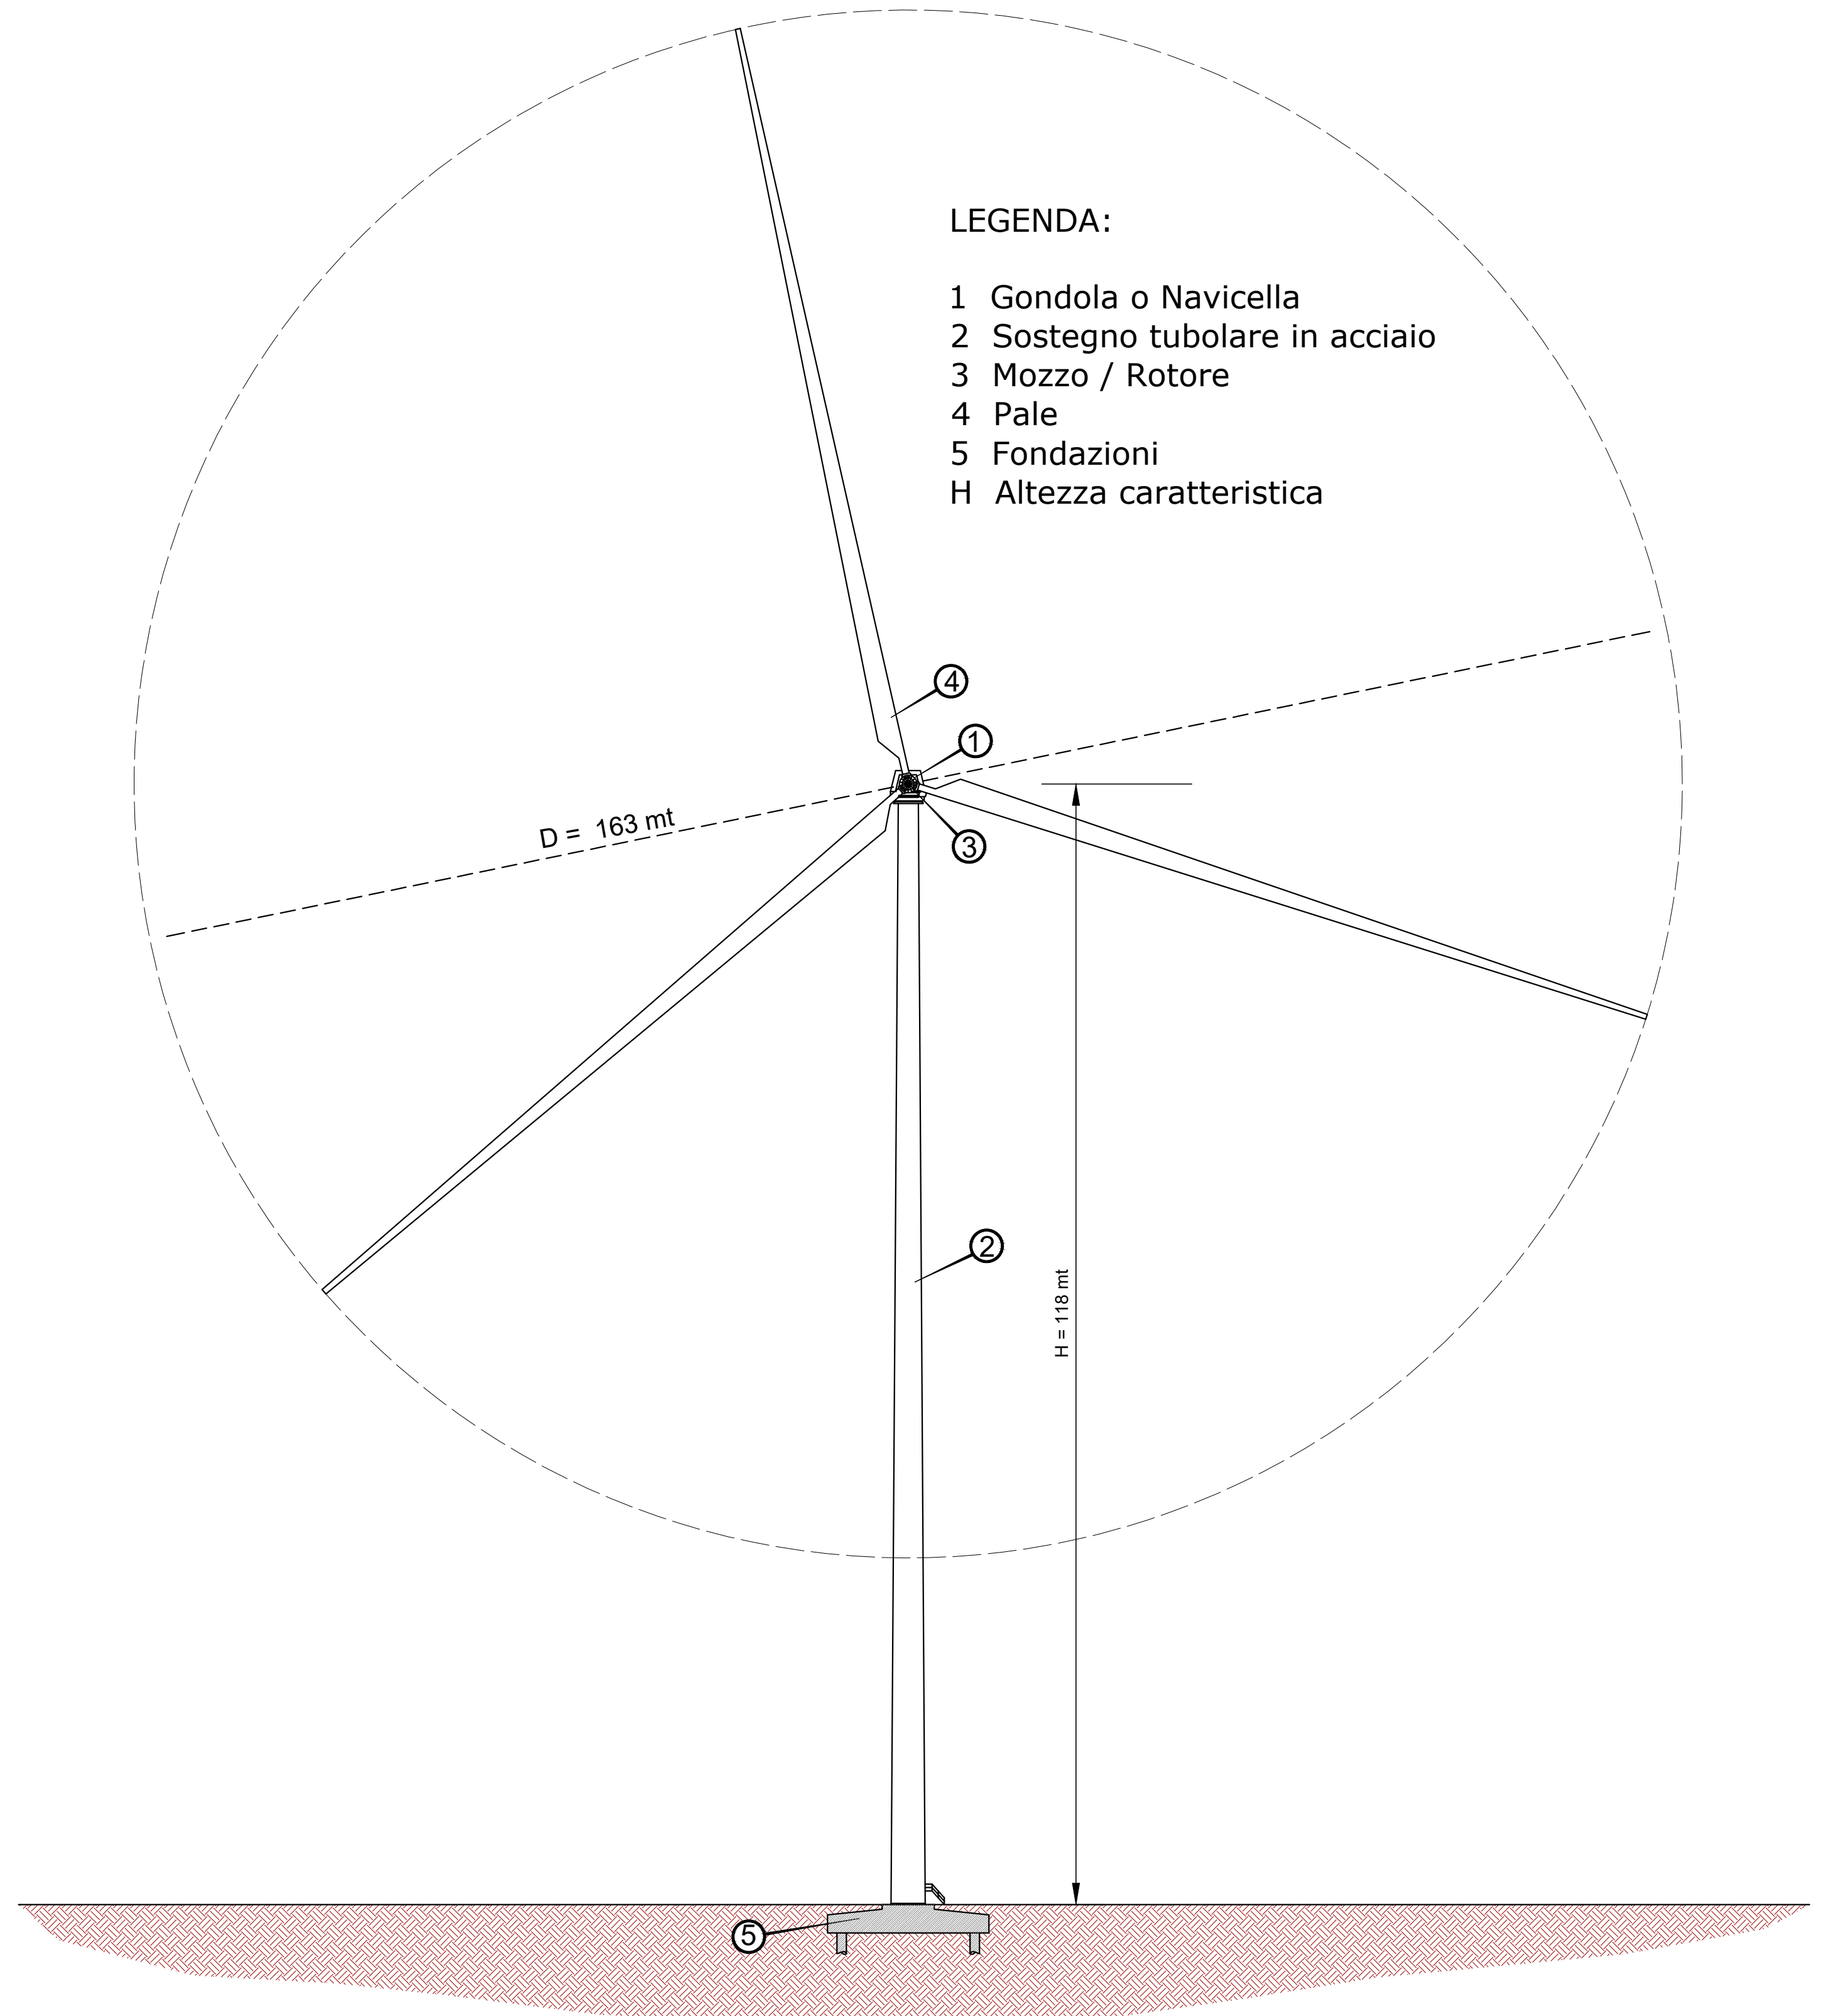 LEGENDA:
1 Gondola o Navicella
2 Sostegno tubolare in acciaio
3 Mozzo / Rotore
4 Pale
5 Fondazioni
H Altezza caratteristica
4
1
D = 163 mt
3
2
H = 118 mt
5